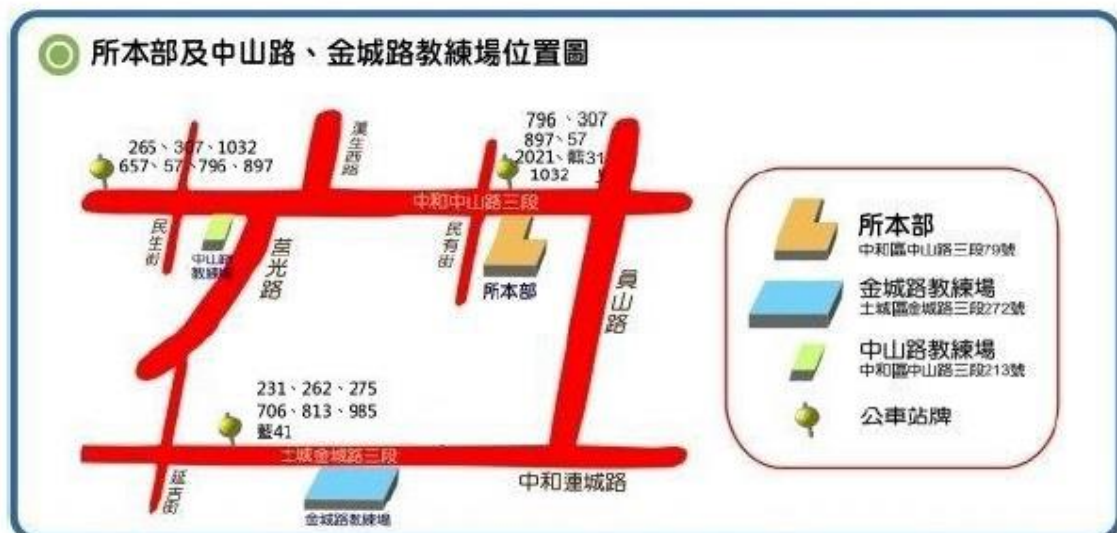 所本部及中山路、金城路教練場位置圖
265、307、1032
657、57、796、897
漢生西路
796、307
897、57
2021、藍31
1032
中和中山路三段
民生街
中山路
教練場
莒光路
民有街
所本部
員山路
231、262、275
706、813、985
藍41
土城金城路三段
延吉街
金城路教練場
中和連城路
所本部
中和區中山路三段79號
金城路教練場
土城區金城路三段272號
中山路教練場
中和區中山路三段213號
公車站牌